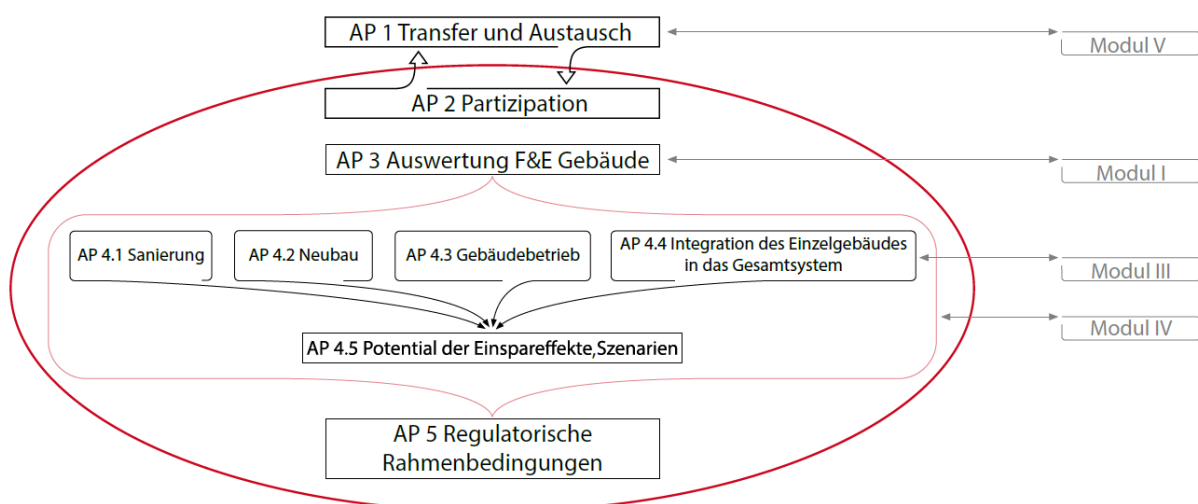 AP 1 Transfer und Austausch
Modul V
AP 2 Partizipation
AP 3 Auswertung F&E Gebäude
Modul I
AP 4.1 Sanierung
AP 4.2 Neubau
AP 4.3 Gebäudebetrieb
AP 4.4 Integration des Einzelgebäudes
in das Gesamtsystem
Modul III
Modul IV
AP 4.5 Potential der Einspareffekte,Szenarien
AP 5 Regulatorische
Rahmenbedingungen